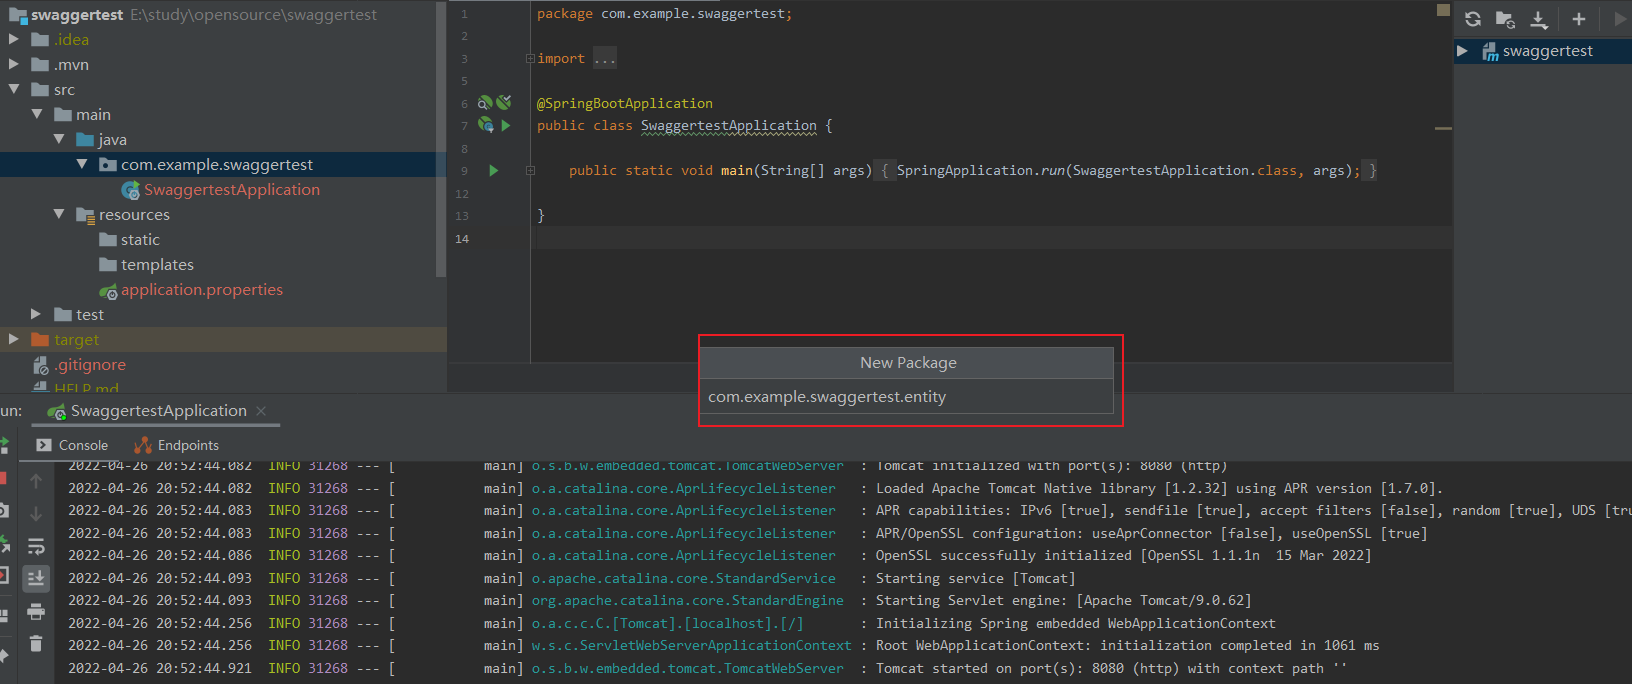 swaggertest E:\study\opensource\swaggertest
.idea
.mvn
src
main
java
com.example.swaggertest
SwaggertestApplication
resources
static
templates
application.properties
test
target
.gitignore
HELP.md
1 package com.example.swaggertest;
2
3 import ...
5
6 @SpringBootApplication
7 public class SwaggertestApplication {
8
9 public static void main(String[] args) { SpringApplication.run(SwaggertestApplication.class, args); }
12
13 }
14
swaggertest
New Package
com.example.swaggertest.entity
un: SwaggertestApplication
Console Endpoints
2022-04-26 20:52:44.082 INFO 31268 --- [ main] o.s.b.w.embedded.tomcat.TomcatWebServer : Tomcat initialized with port(s): 8080 (http)
2022-04-26 20:52:44.082 INFO 31268 --- [ main] o.a.catalina.core.AprLifecycleListener : Loaded Apache Tomcat Native library [1.2.32] using APR version [1.7.0].
2022-04-26 20:52:44.083 INFO 31268 --- [ main] o.a.catalina.core.AprLifecycleListener : APR capabilities: IPv6 [true], sendfile [true], accept filters [false], random [true], UDS [tru
2022-04-26 20:52:44.083 INFO 31268 --- [ main] o.a.catalina.core.AprLifecycleListener : APR/OpenSSL configuration: useAprConnector [false], useOpenSSL [true]
2022-04-26 20:52:44.086 INFO 31268 --- [ main] o.a.catalina.core.AprLifecycleListener : OpenSSL successfully initialized [OpenSSL 1.1.1n  15 Mar 2022]
2022-04-26 20:52:44.093 INFO 31268 --- [ main] o.apache.catalina.core.StandardService : Starting service [Tomcat]
2022-04-26 20:52:44.093 INFO 31268 --- [ main] org.apache.catalina.core.StandardEngine : Starting Servlet engine: [Apache Tomcat/9.0.62]
2022-04-26 20:52:44.256 INFO 31268 --- [ main] o.a.c.c.C.[Tomcat].[localhost].[/] : Initializing Spring embedded WebApplicationContext
2022-04-26 20:52:44.256 INFO 31268 --- [ main] w.s.c.ServletWebServerApplicationContext : Root WebApplicationContext: initialization completed in 1061 ms
2022-04-26 20:52:44.921 INFO 31268 --- [ main] o.s.b.w.embedded.tomcat.TomcatWebServer : Tomcat started on port(s): 8080 (http) with context path ''